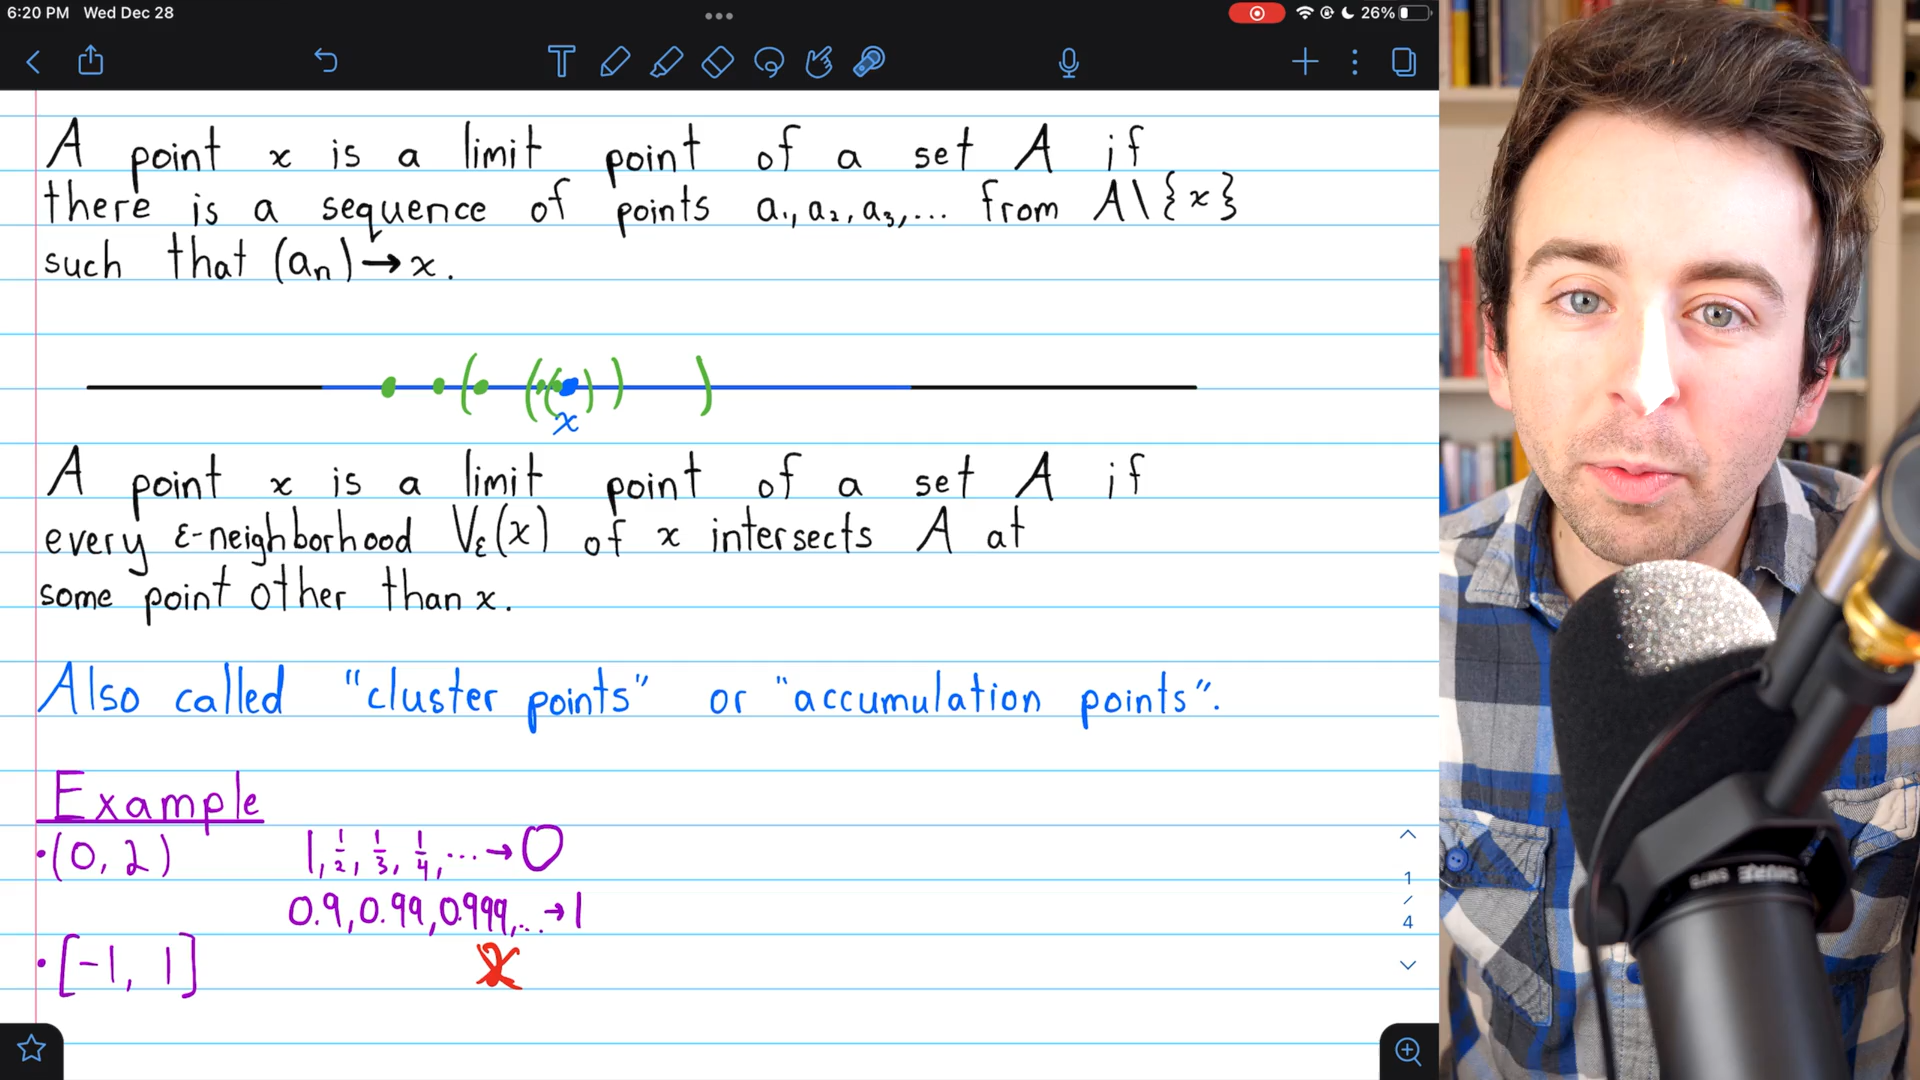 6:20 PM Wed Dec 28
26%
A point x is a limit point of a set A if
there is a sequence of points a₁, a₂, a₃, ... from A\{x}
such that (aₙ)→x.
x
A point x is a limit point of a set A if
every ε-neighborhood Vε(x) of x intersects A at
some point other than x.
Also called "cluster points" or "accumulation points".
Example
•(0, 2) 1, 1/2, 1/3, 1/4, ... → 0
0.9, 0.99, 0.999, ... → 1
•[-1, 1]
1
/
4